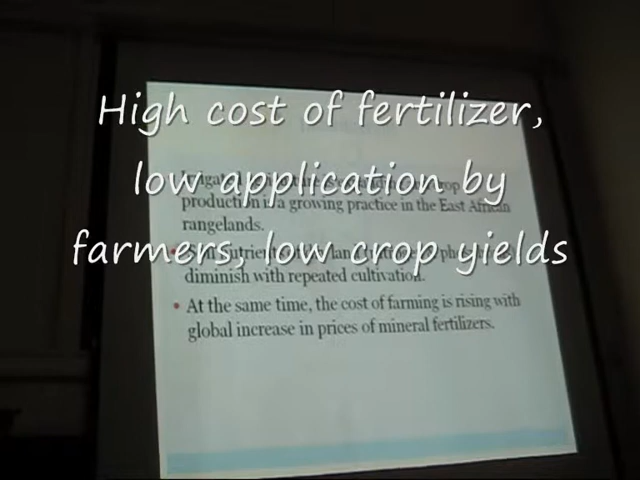 High cost of fertilizer,
low application by
farmers, low crop yields
production is a growing practice in the East African
rangelands.
diminish with repeated cultivation.
• At the same time, the cost of farming is rising with
global increase in prices of mineral fertilizers.